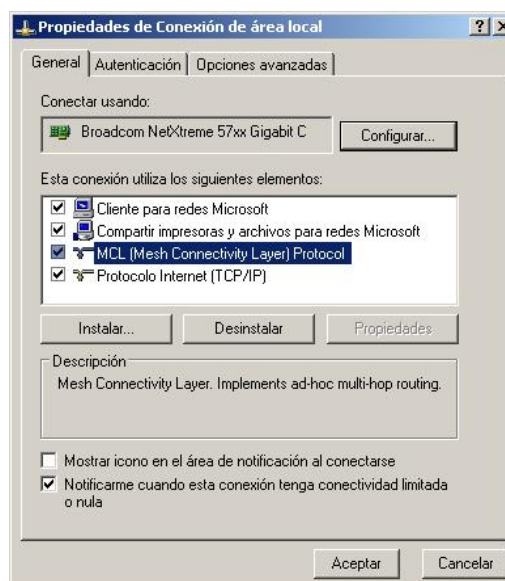 Propiedades de Conexión de área local
General Autenticación Opciones avanzadas
Conectar usando:
Broadcom NetXtreme 57xx Gigabit C
Configurar...
Esta conexión utiliza los siguientes elementos:
Cliente para redes Microsoft
Compartir impresoras y archivos para redes Microsoft
MCL (Mesh Connectivity Layer) Protocol
Protocolo Internet (TCP/IP)
Instalar... Desinstalar Propiedades
Descripción
Mesh Connectivity Layer. Implements ad-hoc multi-hop routing.
Mostrar icono en el área de notificación al conectarse
Notificarme cuando esta conexión tenga conectividad limitada
o nula
Aceptar Cancelar